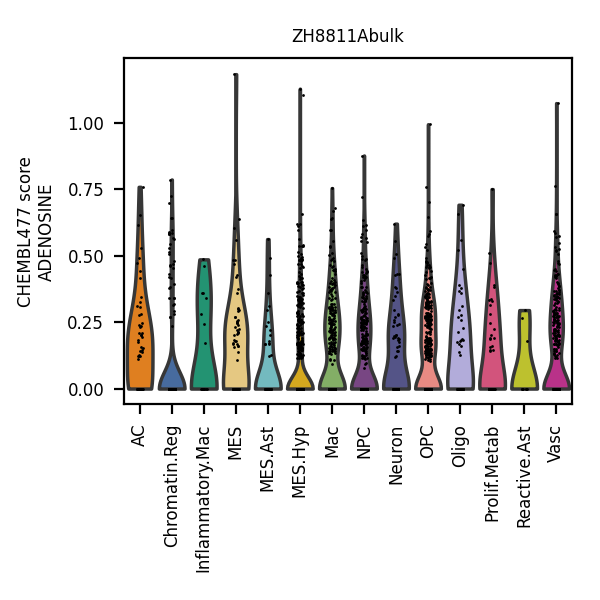 ZH8811Abulk
CHEMBL477 score
ADENOSINE
1.00
0.75
0.50
0.25
0.00
AC
Chromatin.Reg
Inflammatory.Mac
MES
MES.Ast
MES.Hyp
Mac
NPC
Neuron
OPC
Oligo
Prolif.Metab
Reactive.Ast
Vasc